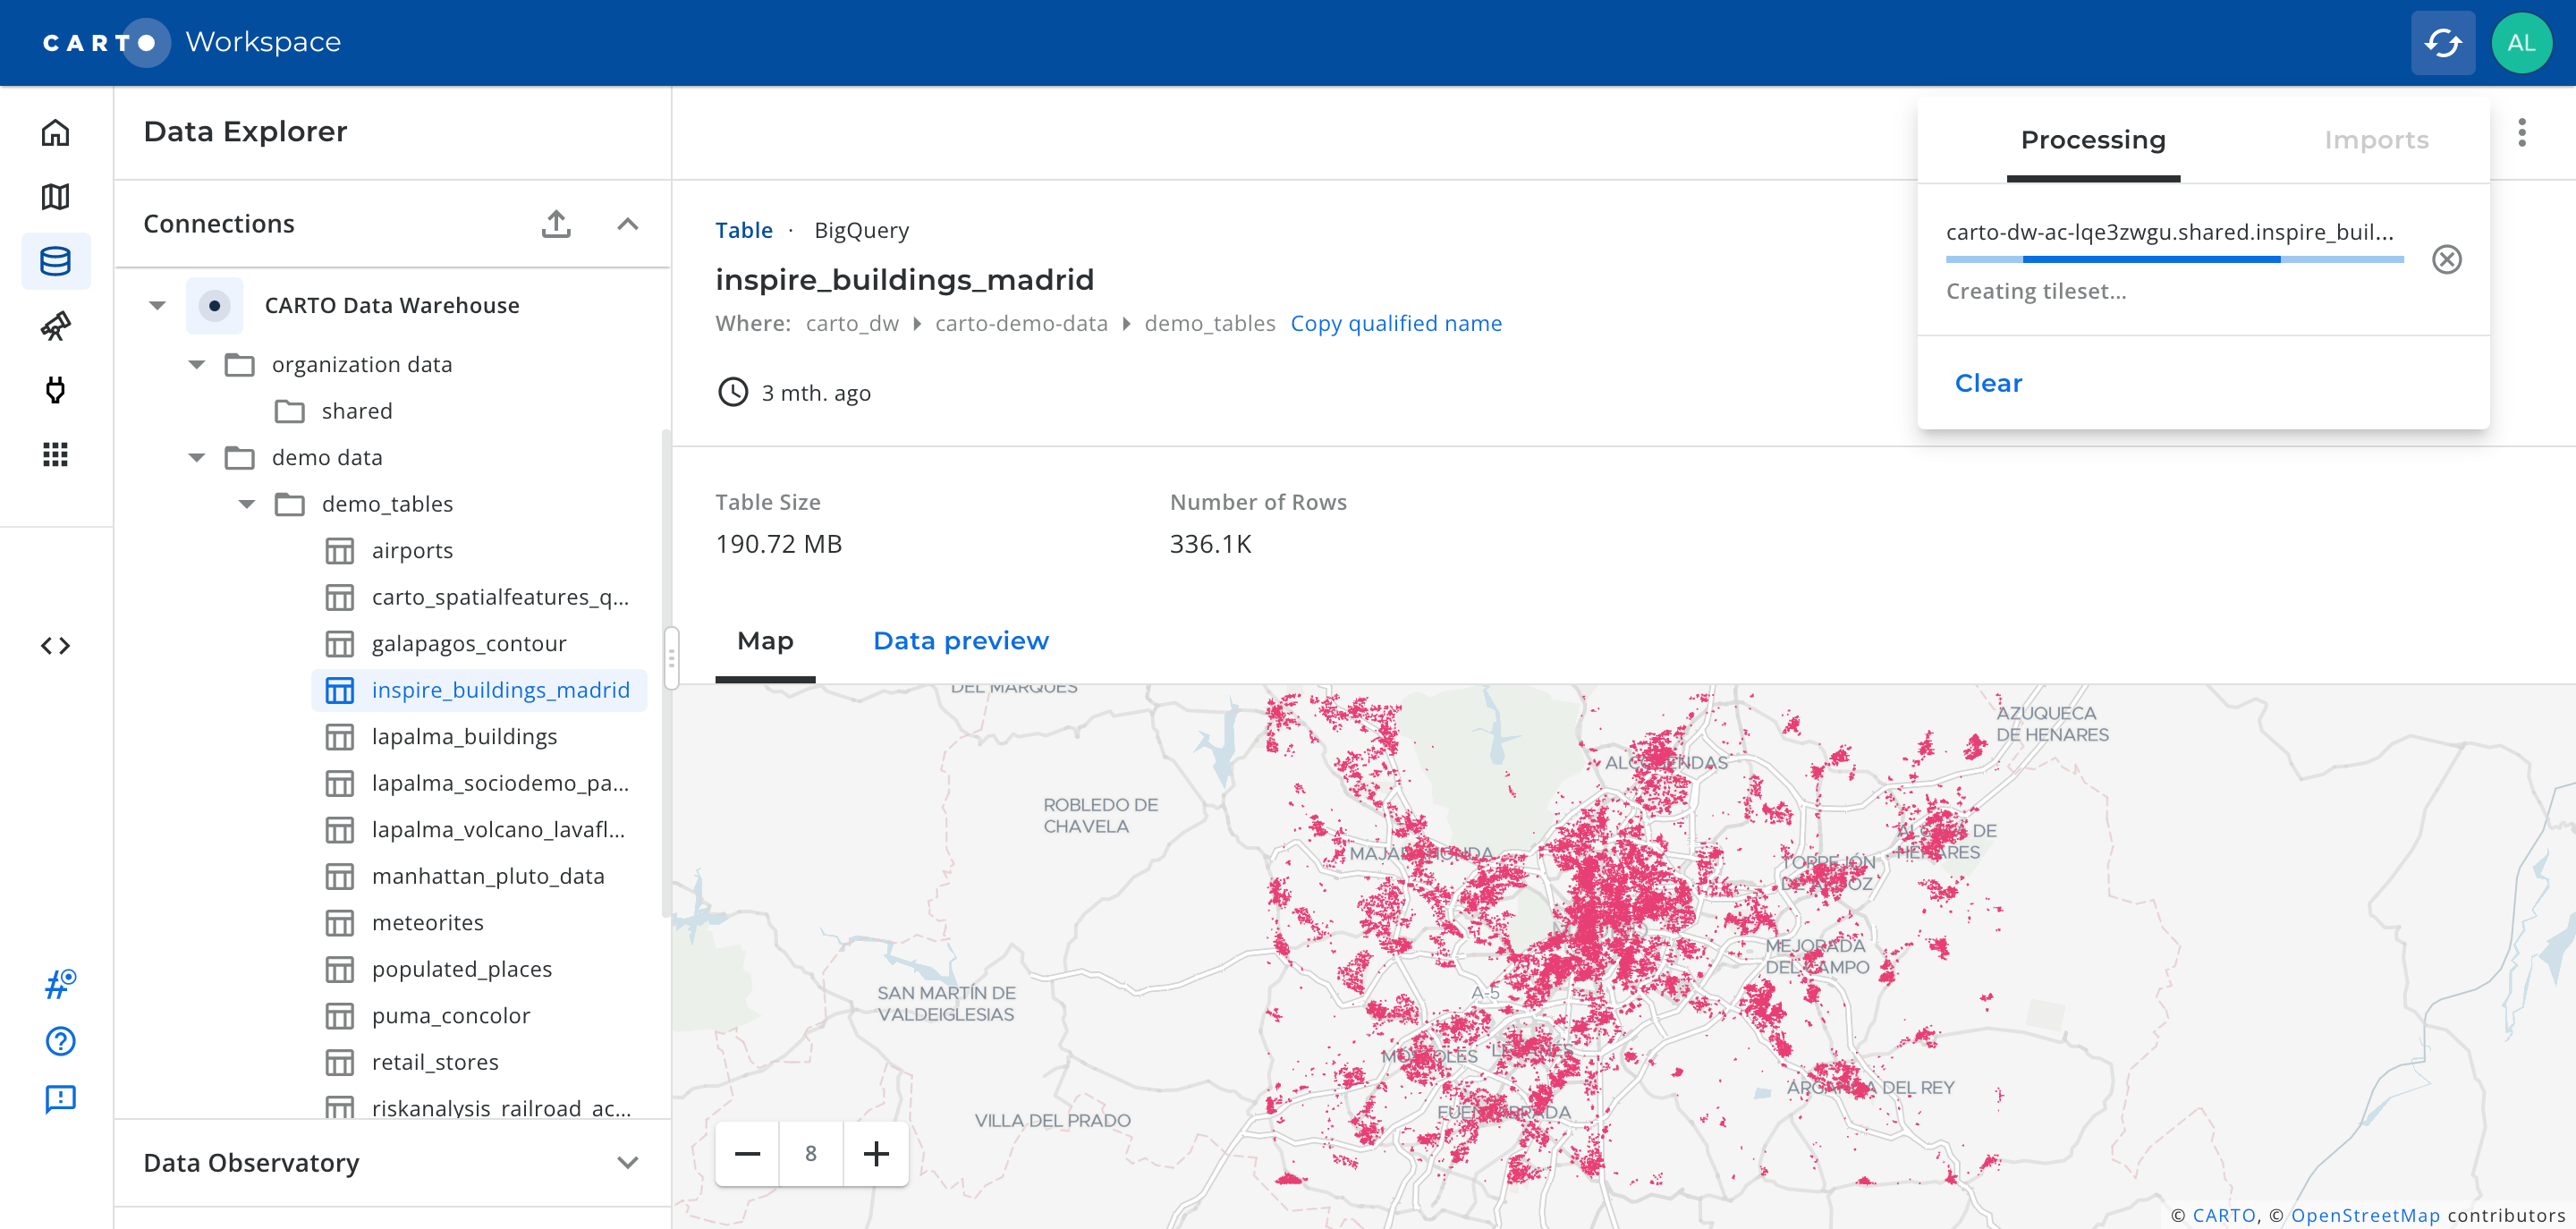 CARTO Workspace
AL
Data Explorer
Connections
CARTO Data Warehouse
organization data
shared
demo data
demo_tables
airports
carto_spatialfeatures_q...
galapagos_contour
inspire_buildings_madrid
lapalma_buildings
lapalma_sociodemo_pa...
lapalma_volcano_lavafl...
manhattan_pluto_data
meteorites
populated_places
puma_concolor
retail_stores
riskanalysis_railroad_ac...
Data Observatory
Table · BigQuery
inspire_buildings_madrid
Where: carto_dw carto-demo-data demo_tables Copy qualified name
3 mth. ago
Processing
Imports
carto-dw-ac-lqe3zwgu.shared.inspire_buil...
Creating tileset...
Clear
Table Size
190.72 MB
Number of Rows
336.1K
Map
Data preview
DEL MARQUÉS
AZUQUECA
DE HENARES
ALCOBENDAS
ROBLEDO DE
CHAVELA
ALCALÁ DE
HENARES
MAJADAHONDA
TORREJÓN
DE ARDOZ
MEJORADA
DEL CAMPO
SAN MARTÍN DE
VALDEIGLESIAS
A-5
MÓSTOLES
LEGANÉS
ARGANDA DEL REY
FUENLABRADA
VILLA DEL PRADO
8
© CARTO, © OpenStreetMap contributors